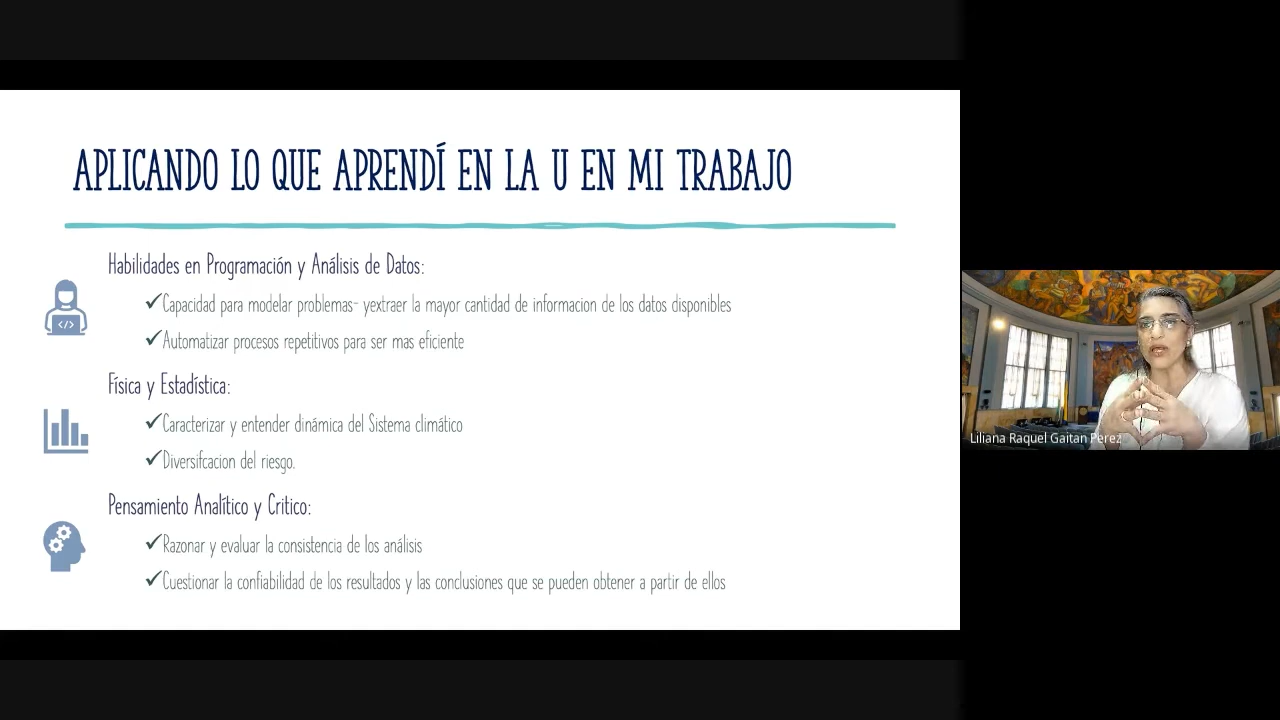 APLICANDO LO QUE APRENDÍ EN LA U EN MI TRABAJO
Habilidades en Programación y Análisis de Datos:
✓Capacidad para modelar problemas- yextraer la mayor cantidad de informacion de los datos disponibles
✓Automatizar procesos repetitivos para ser mas eficiente
Física y Estadística:
✓Caracterizar y entender dinámica del Sistema climático
✓Diversifcacion del riesgo.
Pensamiento Analítico y Critico:
✓Razonar y evaluar la consistencia de los análisis
✓Cuestionar la confiabilidad de los resultados y las conclusiones que se pueden obtener a partir de ellos
Liliana Raquel Gaitan Perez